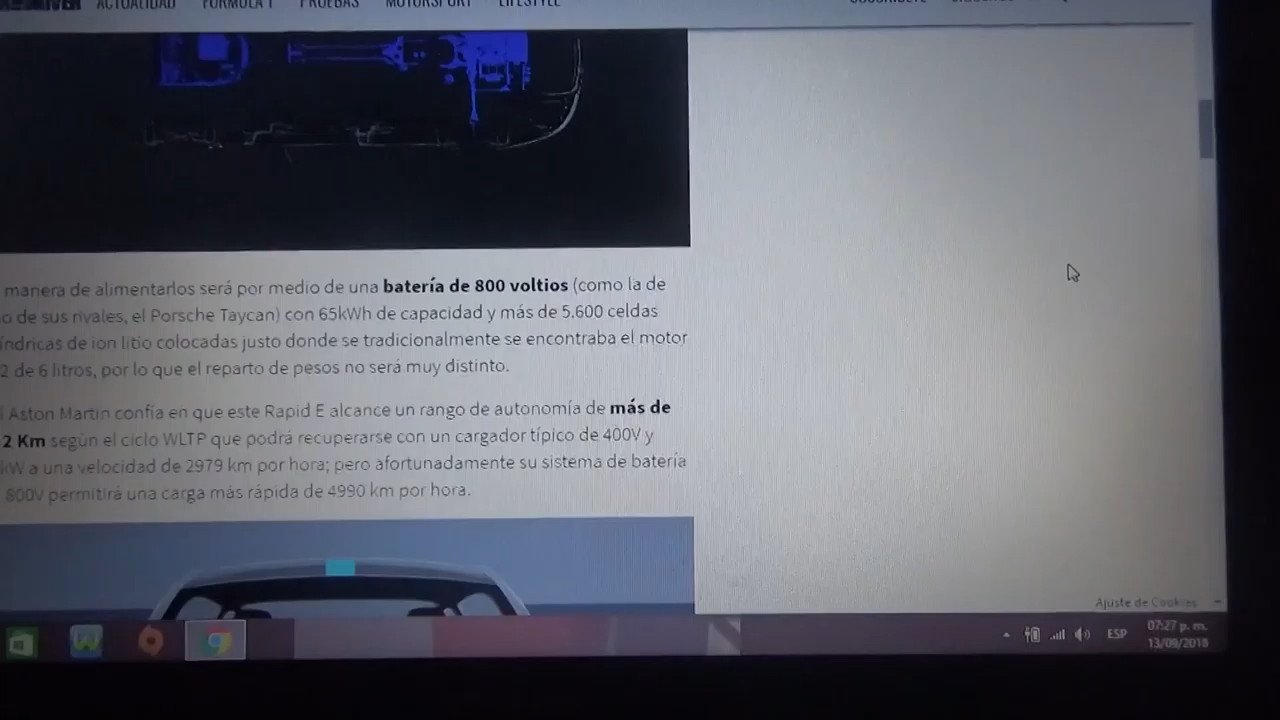 ACTUALIDAD FÓRMULA 1 PRUEBAS MOTORSPORT LIFESTYLE
manera de alimentarlos será por medio de una batería de 800 voltios (como la de
o de sus rivales, el Porsche Taycan) con 65kWh de capacidad y más de 5.600 celdas
índricas de ion litio colocadas justo donde se tradicionalmente se encontraba el motor
2 de 6 litros, por lo que el reparto de pesos no será muy distinto.
Aston Martin confía en que este Rapid E alcance un rango de autonomía de más de
2 Km según el ciclo WLTP que podrá recuperarse con un cargador típico de 400V y
kW a una velocidad de 2979 km por hora; pero afortunadamente su sistema de batería
800V permitirá una carga más rápida de 4990 km por hora.
Ajuste de Cookies
ESP
07:27 p. m.
13/09/2018